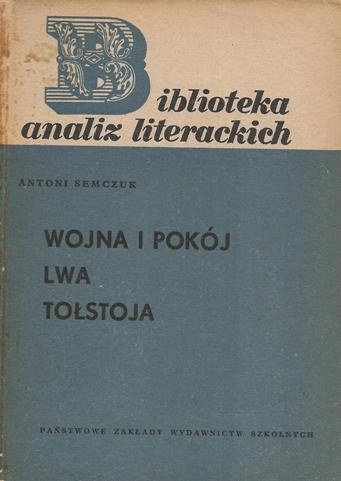 Biblioteka
analiz literackich
ANTONI SEMCZUK
WOJNA I POKÓJ
LWA
TOŁSTOJA
PAŃSTWOWE ZAKŁADY WYDAWNICTW SZKOLNYCH